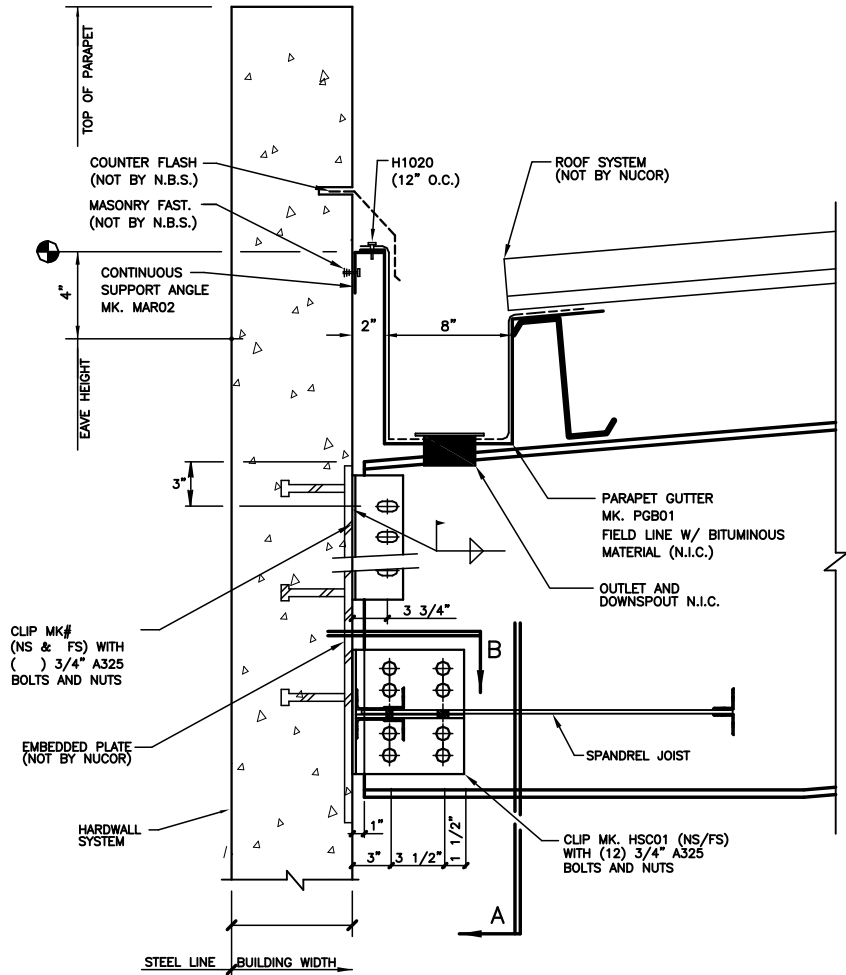 TOP OF PARAPET
COUNTER FLASH
(NOT BY N.B.S.)
MASONRY FAST.
(NOT BY N.B.S.)
H1020
(12" O.C.)
ROOF SYSTEM
(NOT BY NUCOR)
CONTINUOUS
SUPPORT ANGLE
MK. MAR02
4"
2"
8"
EAVE HEIGHT
3"
PARAPET GUTTER
MK. PGB01
FIELD LINE W/ BITUMINOUS
MATERIAL (N.I.C.)
OUTLET AND
DOWNSPOUT N.I.C.
3 3/4"
CLIP MK#
(NS & FS) WITH
( ) 3/4" A325
BOLTS AND NUTS
B
EMBEDDED PLATE
(NOT BY NUCOR)
SPANDREL JOIST
HARDWALL
SYSTEM
1"
3"
3 1/2"
1 1/2"
CLIP MK. HSC01 (NS/FS)
WITH (12) 3/4" A325
BOLTS AND NUTS
A
STEEL LINE
BUILDING WIDTH